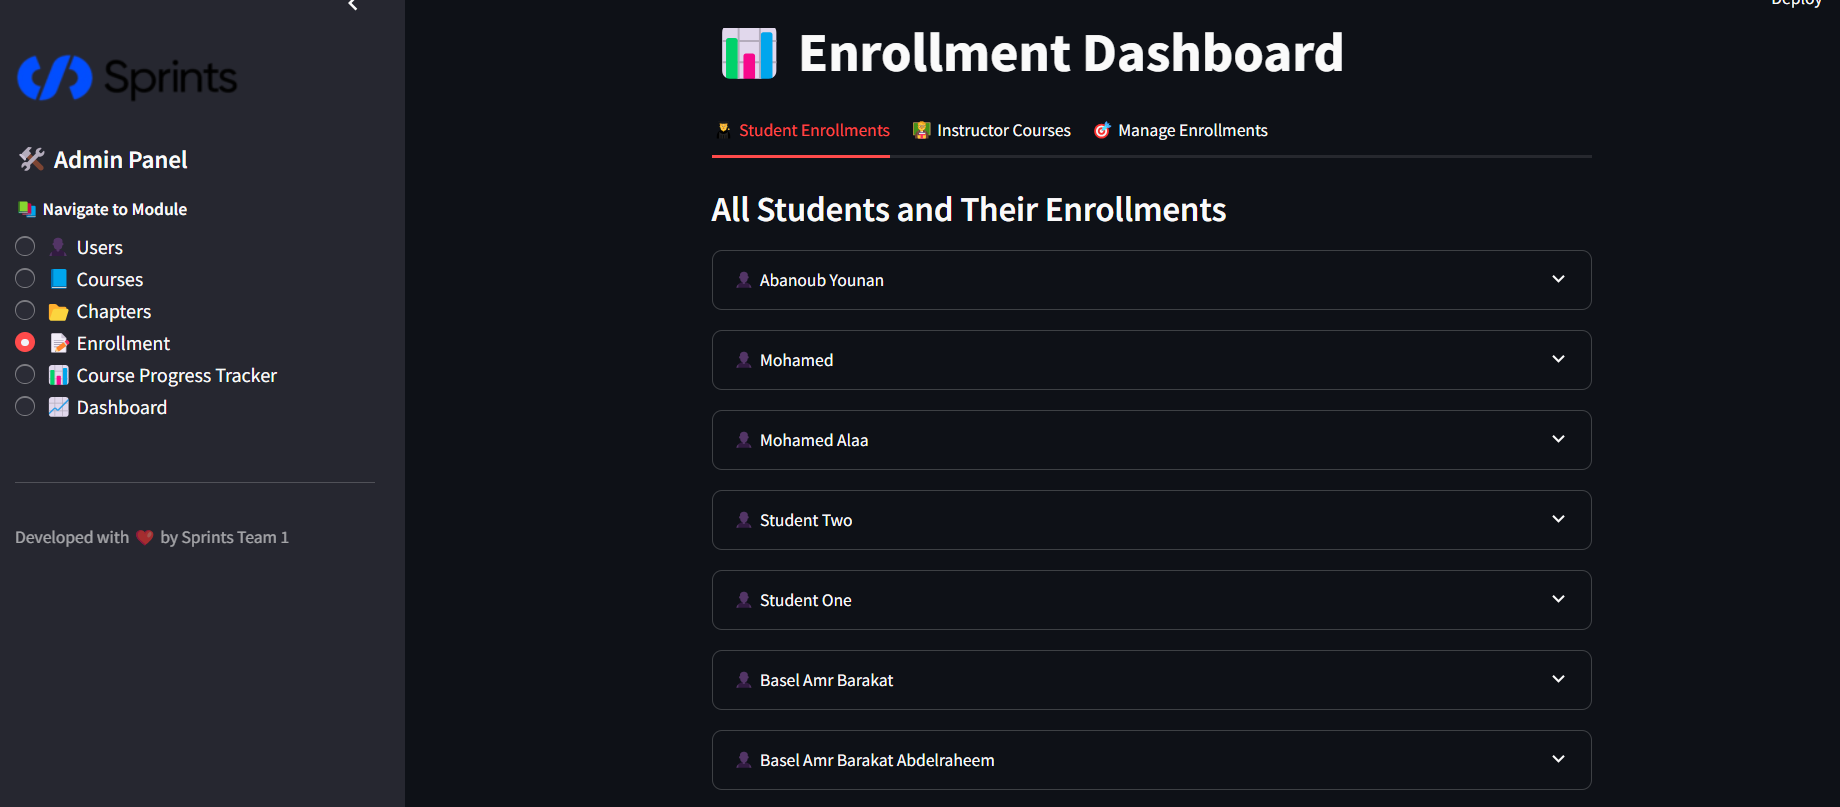 Deploy
Sprints
Admin Panel
Navigate to Module
Users
Courses
Chapters
Enrollment
Course Progress Tracker
Dashboard
Developed with ❤️ by Sprints Team 1
Enrollment Dashboard
Student Enrollments
Instructor Courses
Manage Enrollments
All Students and Their Enrollments
Abanoub Younan
Mohamed
Mohamed Alaa
Student Two
Student One
Basel Amr Barakat
Basel Amr Barakat Abdelraheem